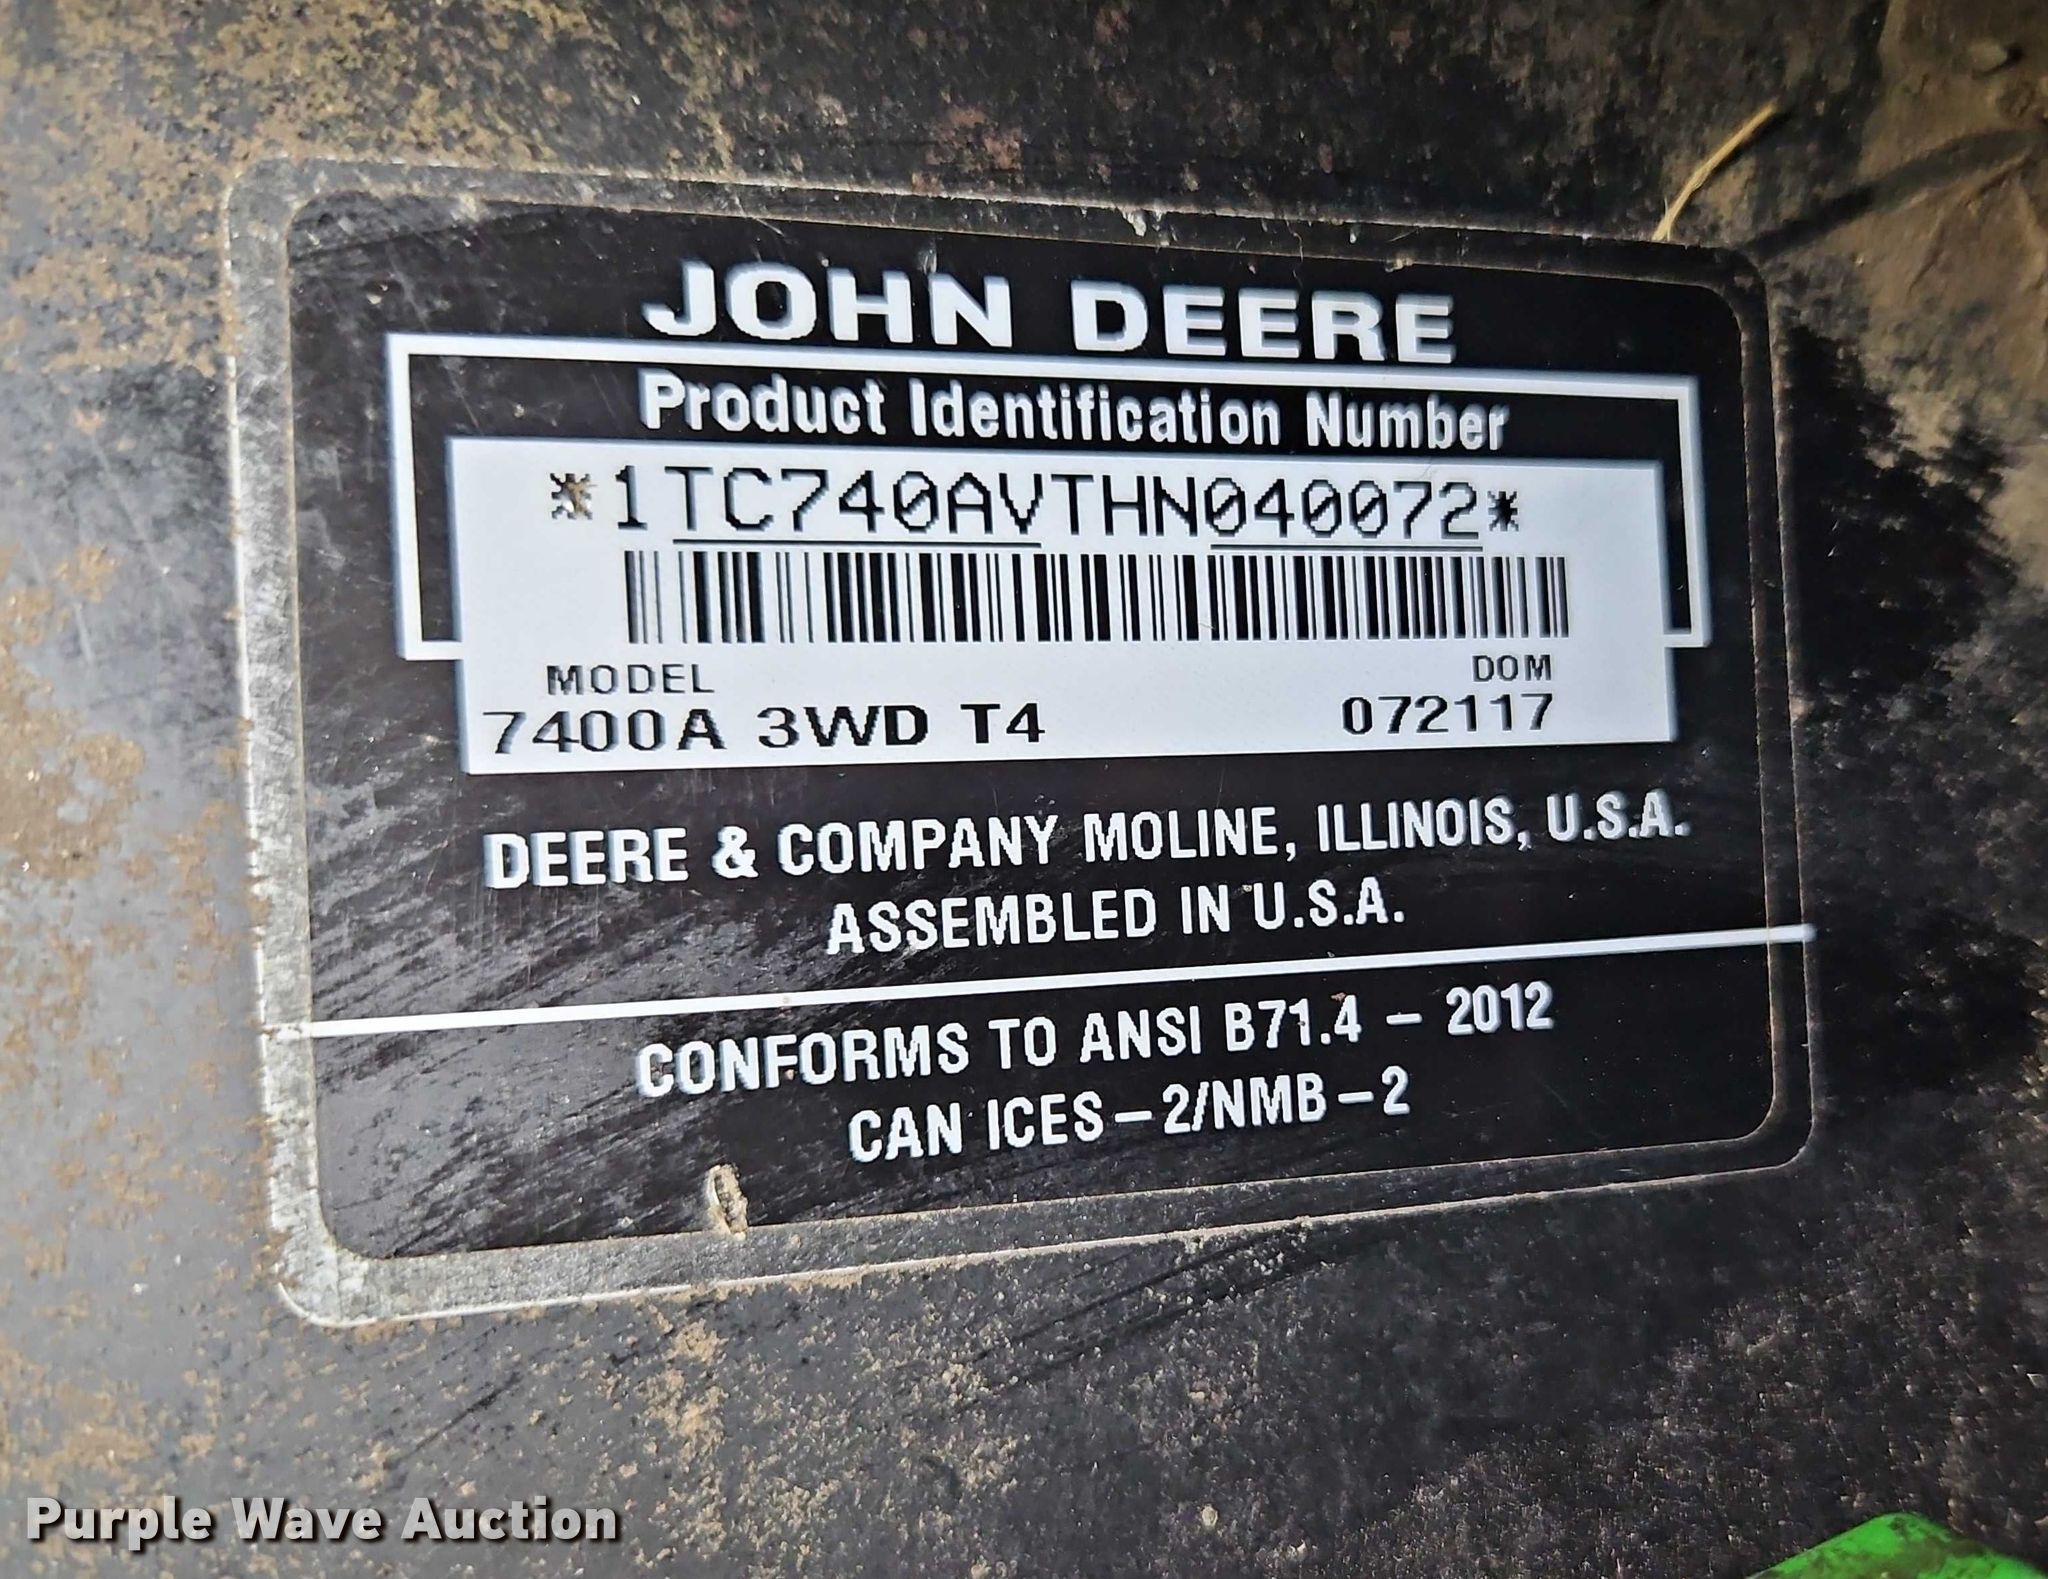 JOHN DEERE
Product Identification Number
*1TC740AVTHN040072*
MODEL DOM
7400A 3WD T4 072117
DEERE & COMPANY MOLINE, ILLINOIS, U.S.A.
ASSEMBLED IN U.S.A.
CONFORMS TO ANSI B71.4 - 2012
CAN ICES-2/NMB-2
Purple Wave Auction